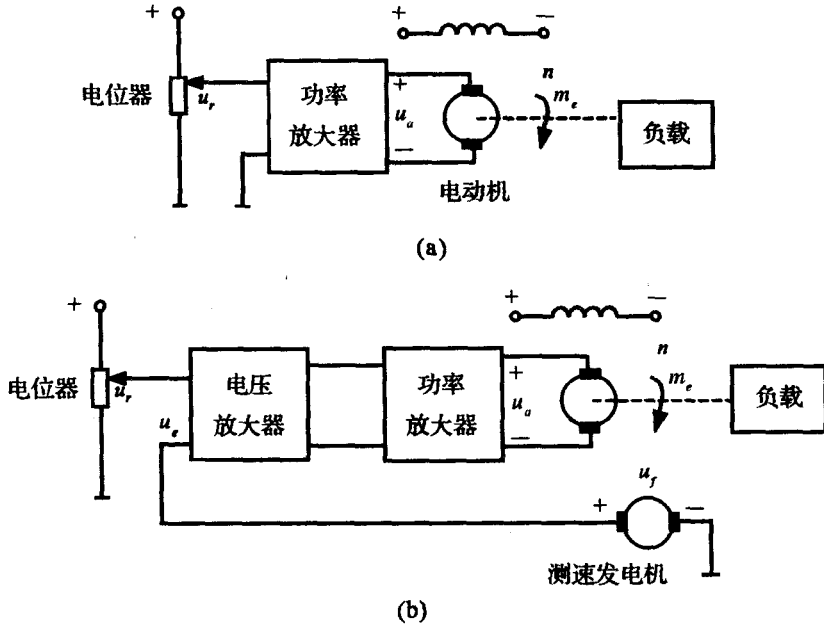 +
+ —
电位器
u_r
功率
放大器
+
u_a
—
n
m_e
负载
电动机
(a)
+
+ —
电位器
u_r
u_e
电压
放大器
功率
放大器
+
u_a
—
n
m_e
负载
u_f
+ —
测速发电机
(b)